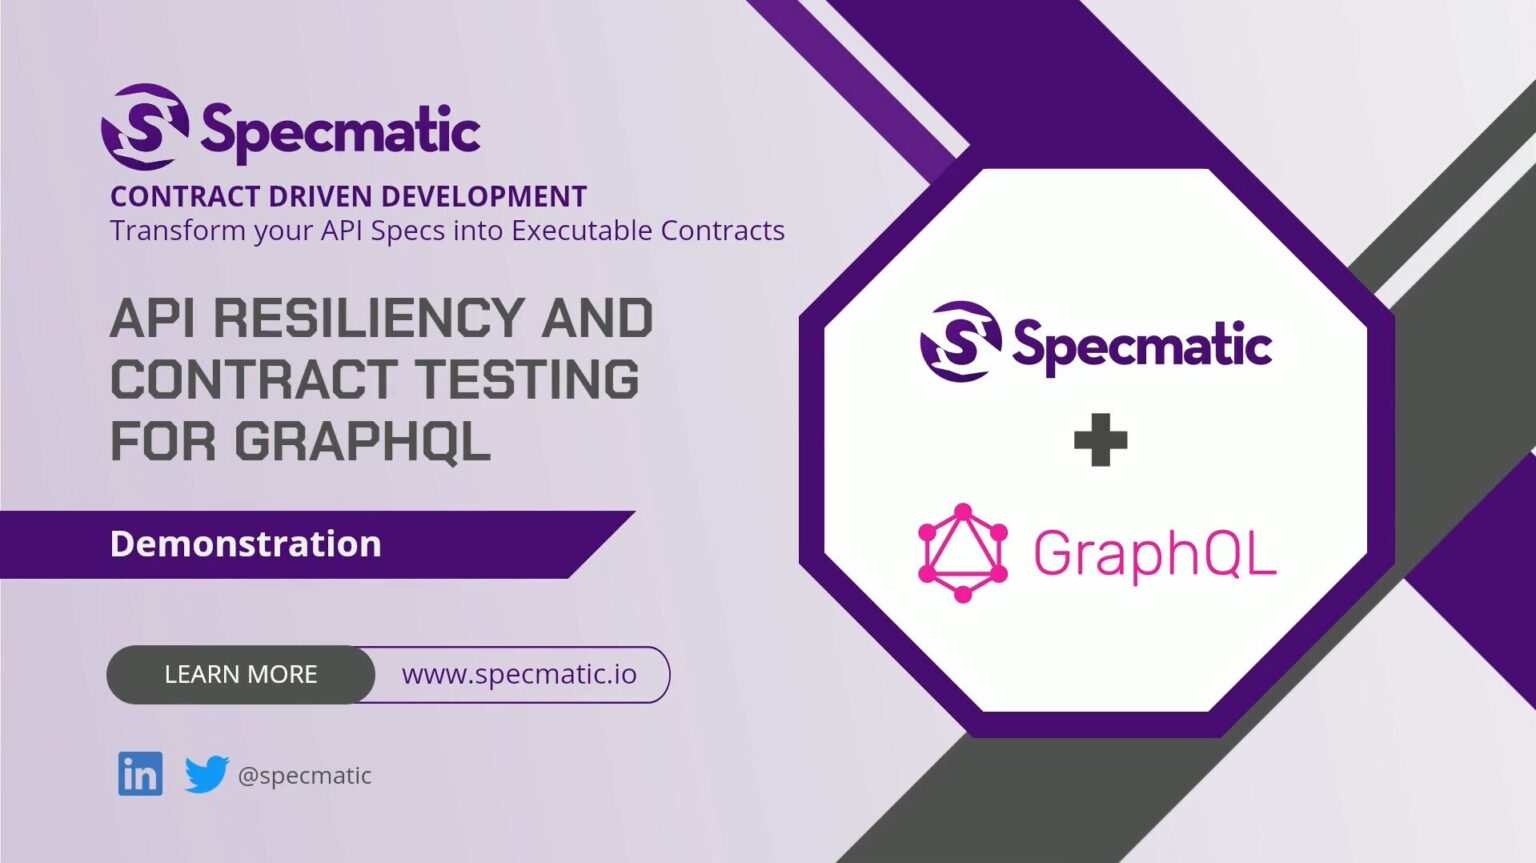 Specmatic
CONTRACT DRIVEN DEVELOPMENT
Transform your API Specs into Executable Contracts
API RESILIENCY AND
CONTRACT TESTING
FOR GRAPHQL
Demonstration
LEARN MORE
www.specmatic.io
in
@specmatic
Specmatic
+
GraphQL